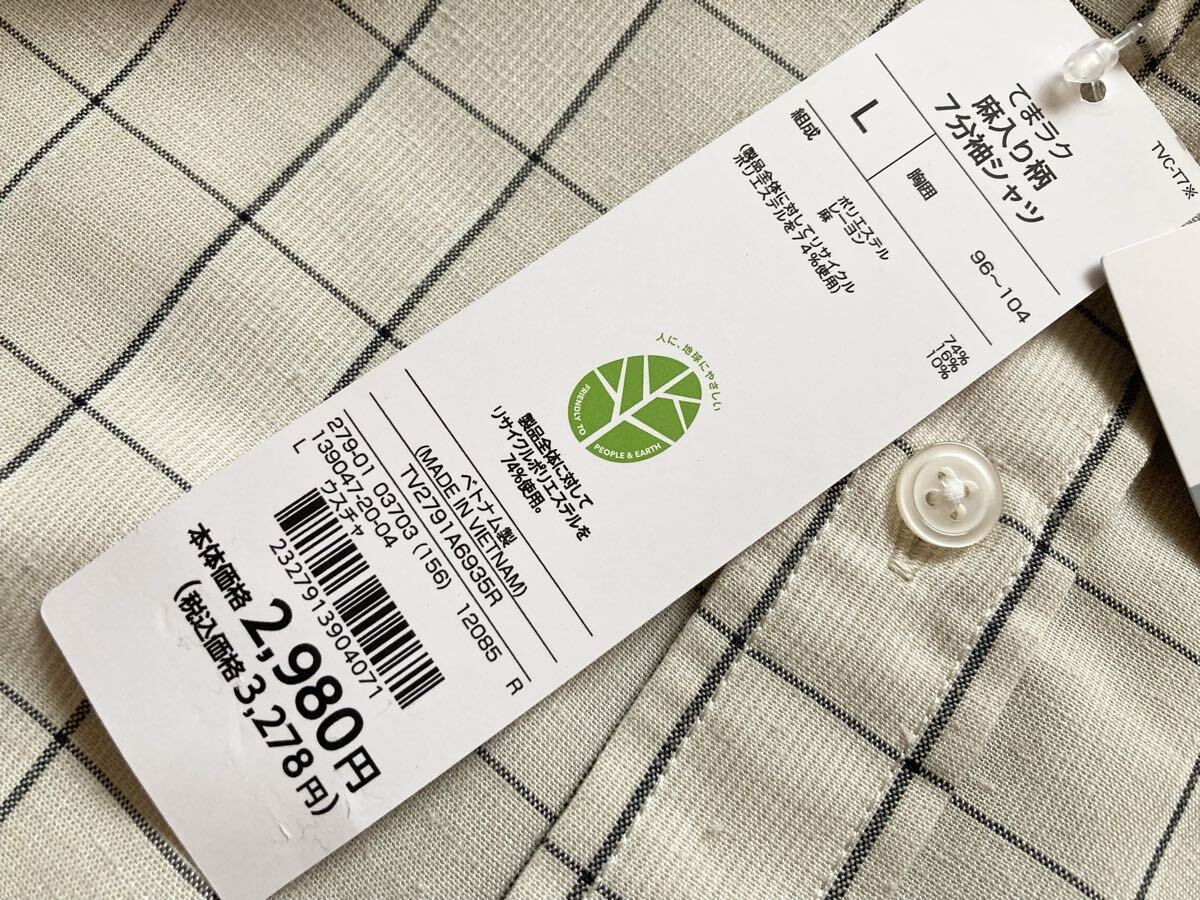 TVC-T7※
てまラク
麻入り柄
7分袖シャツ
L
胸囲
96～104
組成
ポリエステル 74%
レーヨン 16%
麻 10%
(製品全体に対してリサイクル
ポリエステルを74%使用)
人に、地球にやさしい
FRIENDLY TO PEOPLE & EARTH
製品全体に対して
リサイクルポリエステルを
74%使用。
ベトナム製
(MADE IN VIETNAM)
TV2791A6935R
279-01 03703 (156) 12085 R
139047-20-04
L ウスチャ
2327913904071
本体価格 2,980円
(税込価格 3,278円)